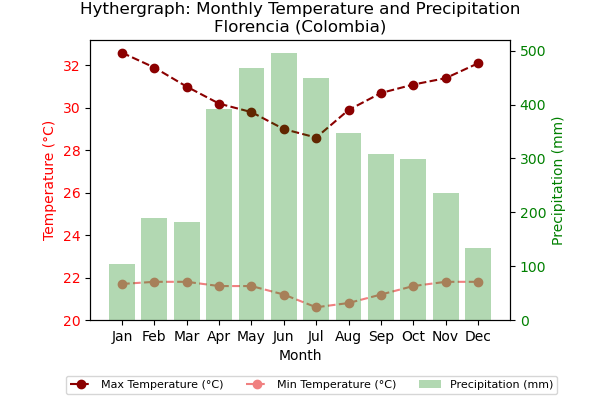 Hythergraph: Monthly Temperature and Precipitation
Florencia (Colombia)
Temperature (°C)
32
30
28
26
24
22
20
500
400
300
200
100
0
Precipitation (mm)
Jan Feb Mar Apr May Jun Jul Aug Sep Oct Nov Dec
Month
Max Temperature (°C) Min Temperature (°C) Precipitation (mm)